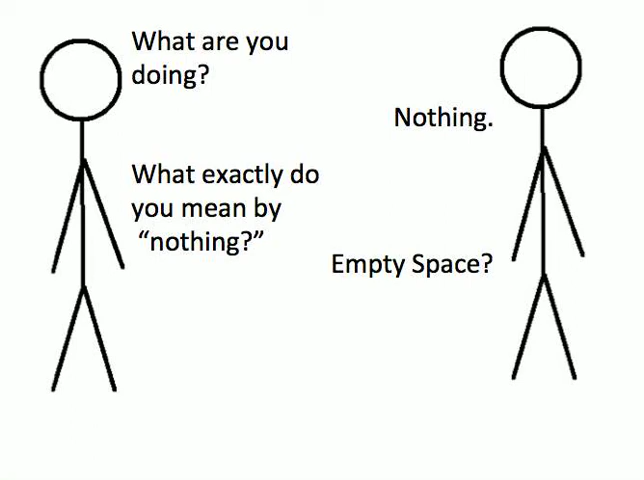 What are you
doing?
Nothing.
What exactly do
you mean by
“nothing?”
Empty Space?